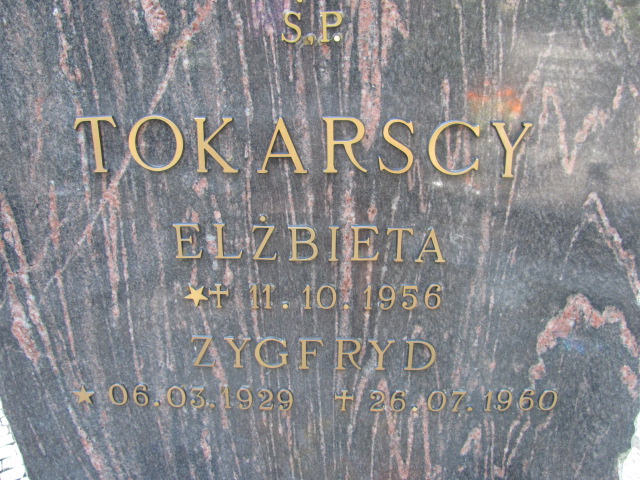 Ś.P.
TOKARSCY
ELŻBIETA
★✝ 11.10.1956
ZYGFRYD
★ 06.03.1929 ✝ 26.07.1960